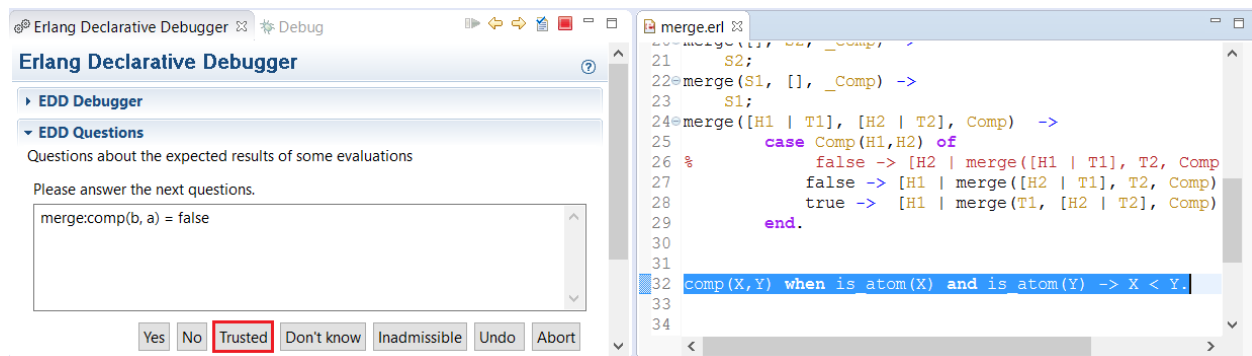 Erlang Declarative Debugger Debug
Erlang Declarative Debugger
EDD Debugger
EDD Questions
Questions about the expected results of some evaluations
Please answer the next questions.
merge:comp(b, a) = false
Yes No Trusted Don't know Inadmissible Undo Abort
merge.erl
20 merge([], S2, _Comp) ->
21 S2;
22 merge(S1, [], _Comp) ->
23 S1;
24 merge([H1 | T1], [H2 | T2], Comp) ->
25 case Comp(H1,H2) of
26 % false -> [H2 | merge([H1 | T1], T2, Comp
27 false -> [H1 | merge([H2 | T1], T2, Comp)
28 true -> [H1 | merge(T1, [H2 | T2], Comp)
29 end.
30
31
32 comp(X,Y) when is_atom(X) and is_atom(Y) -> X < Y.
33
34